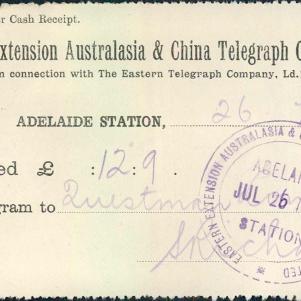 r Cash Receipt.
Extension Australasia & China Telegraph C
n connection with The Eastern Telegraph Company, Ld.
ADELAIDE STATION, 26
ed £ :12:9.
gram to
EASTERN EXTENSION AUSTRALASIA &
ADELAI
JUL 26
STATION